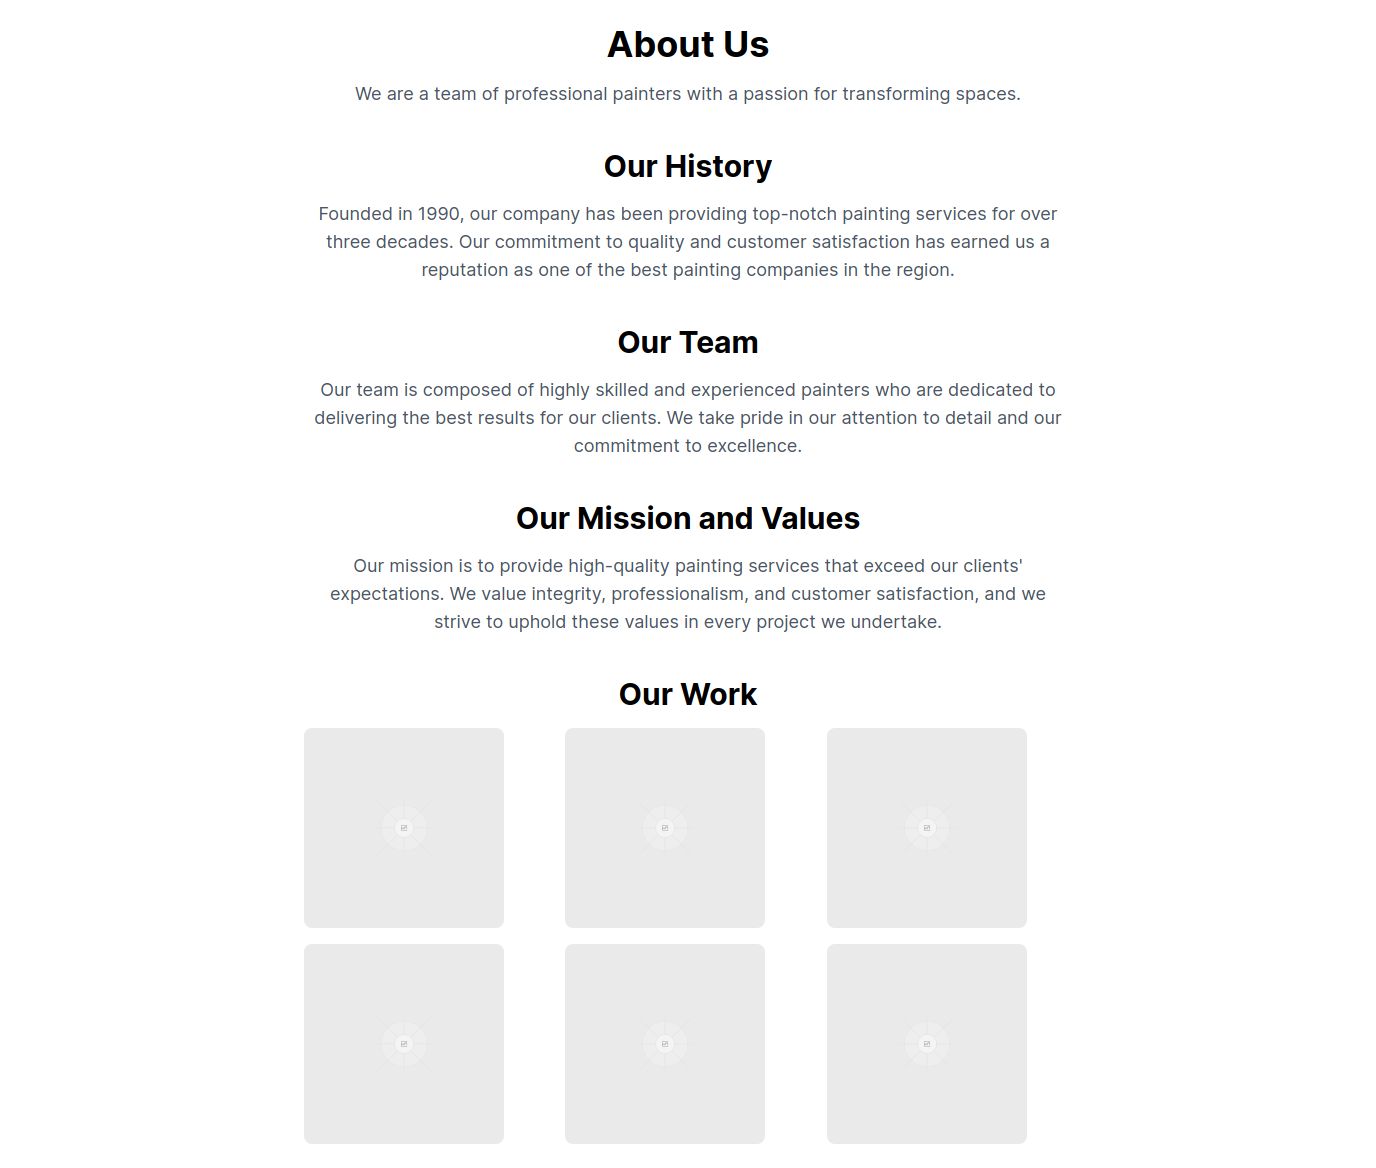 About Us
We are a team of professional painters with a passion for transforming spaces.
Our History
Founded in 1990, our company has been providing top-notch painting services for over
three decades. Our commitment to quality and customer satisfaction has earned us a
reputation as one of the best painting companies in the region.
Our Team
Our team is composed of highly skilled and experienced painters who are dedicated to
delivering the best results for our clients. We take pride in our attention to detail and our
commitment to excellence.
Our Mission and Values
Our mission is to provide high-quality painting services that exceed our clients'
expectations. We value integrity, professionalism, and customer satisfaction, and we
strive to uphold these values in every project we undertake.
Our Work